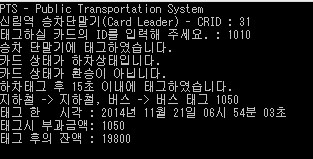 PTS - Public Transportation System
신림역 승차단말기(Card Leader) - CRID : 31
태그하실 카드의 ID를 입력해 주세요. : 1010
승차 단말기에 태그하였습니다.
카드 상태가 하차상태입니다.
카드 상태가 환승이 아닙니다.
하차태그 후 15초 이내에 태그하였습니다.
지하철 -> 지하철, 버스 -> 버스 태그 1050
태그 한   시각 : 2014년 11월 21일 06시 54분 03초
태그시 부과금액: 1050
태그 후의 잔액 : 19800